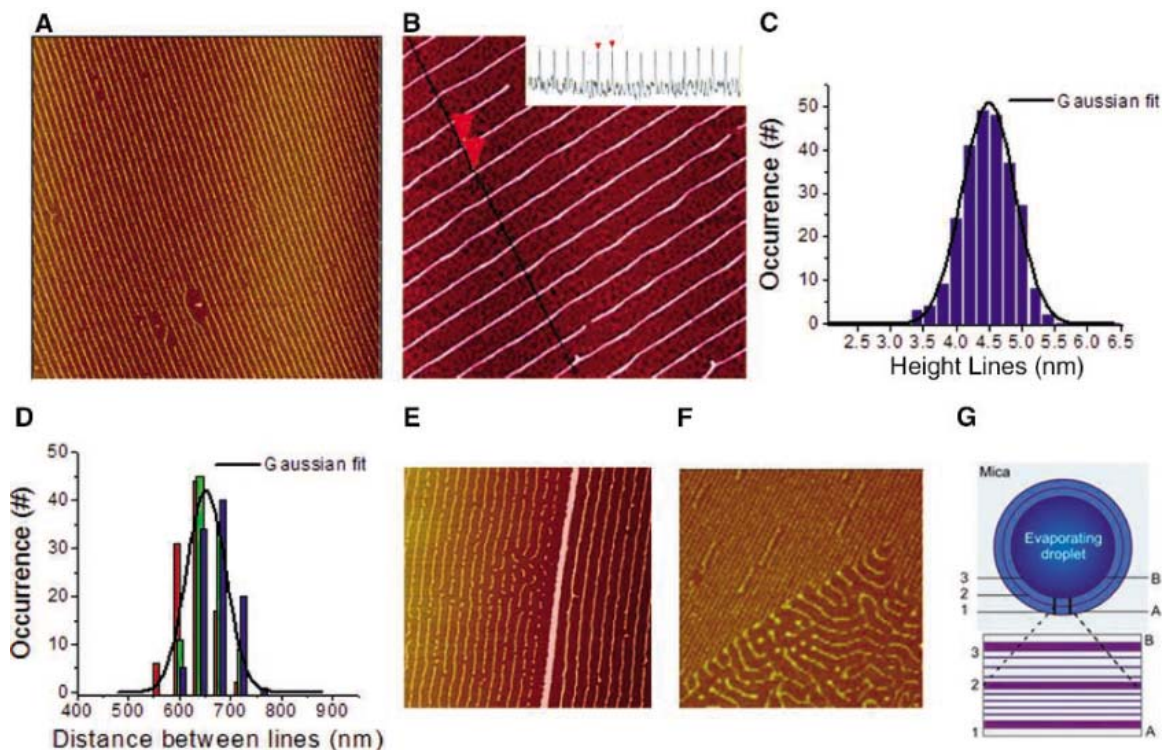 A
B
C
Occurrence (#)
50
40
30
20
10
0
Gaussian fit
2.5 3.0 3.5 4.0 4.5 5.0 5.5 6.0 6.5
Height Lines (nm)
D
Occurrence (#)
50
40
30
20
10
0
Gaussian fit
400 500 600 700 800 900
Distance between lines (nm)
E
F
G
Mica
Evaporating
droplet
3
2
1
B
A
B
3
2
1
A